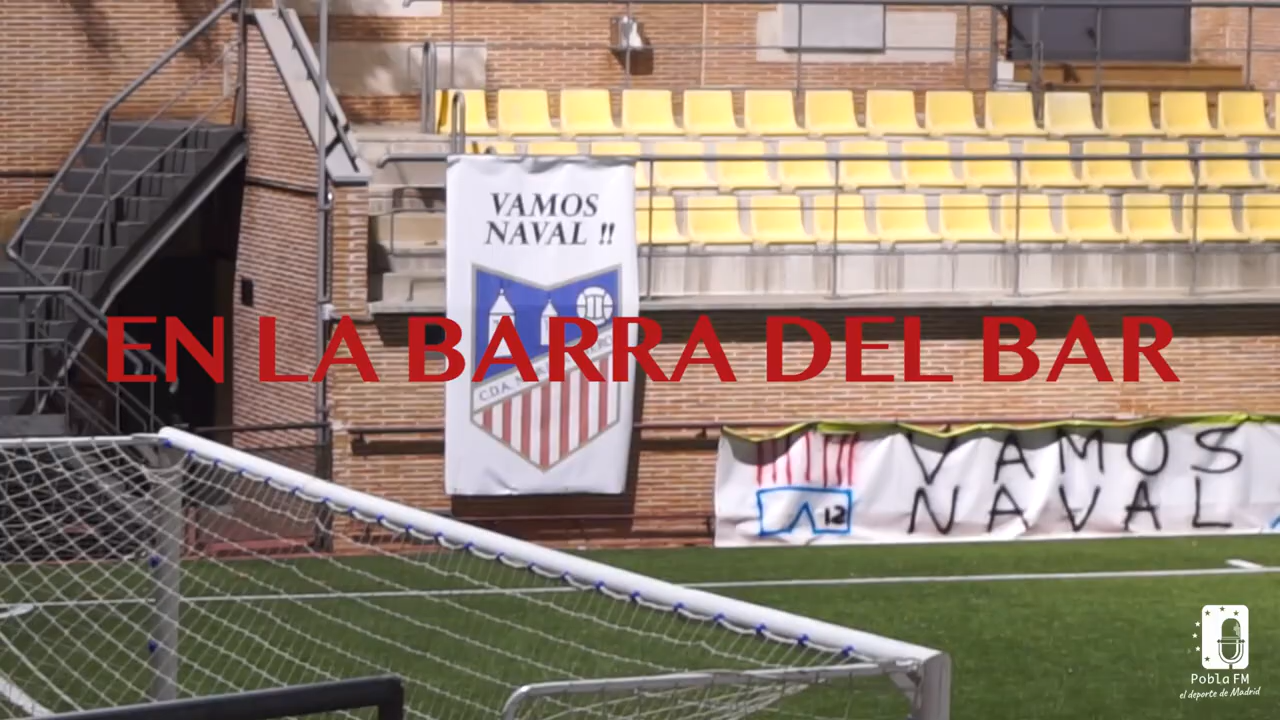 VAMOS
NAVAL !!
EN LA BARRA DEL BAR
C.D.A.
VAMOS
NAVAL
12
Pobla FM
el deporte de Madrid